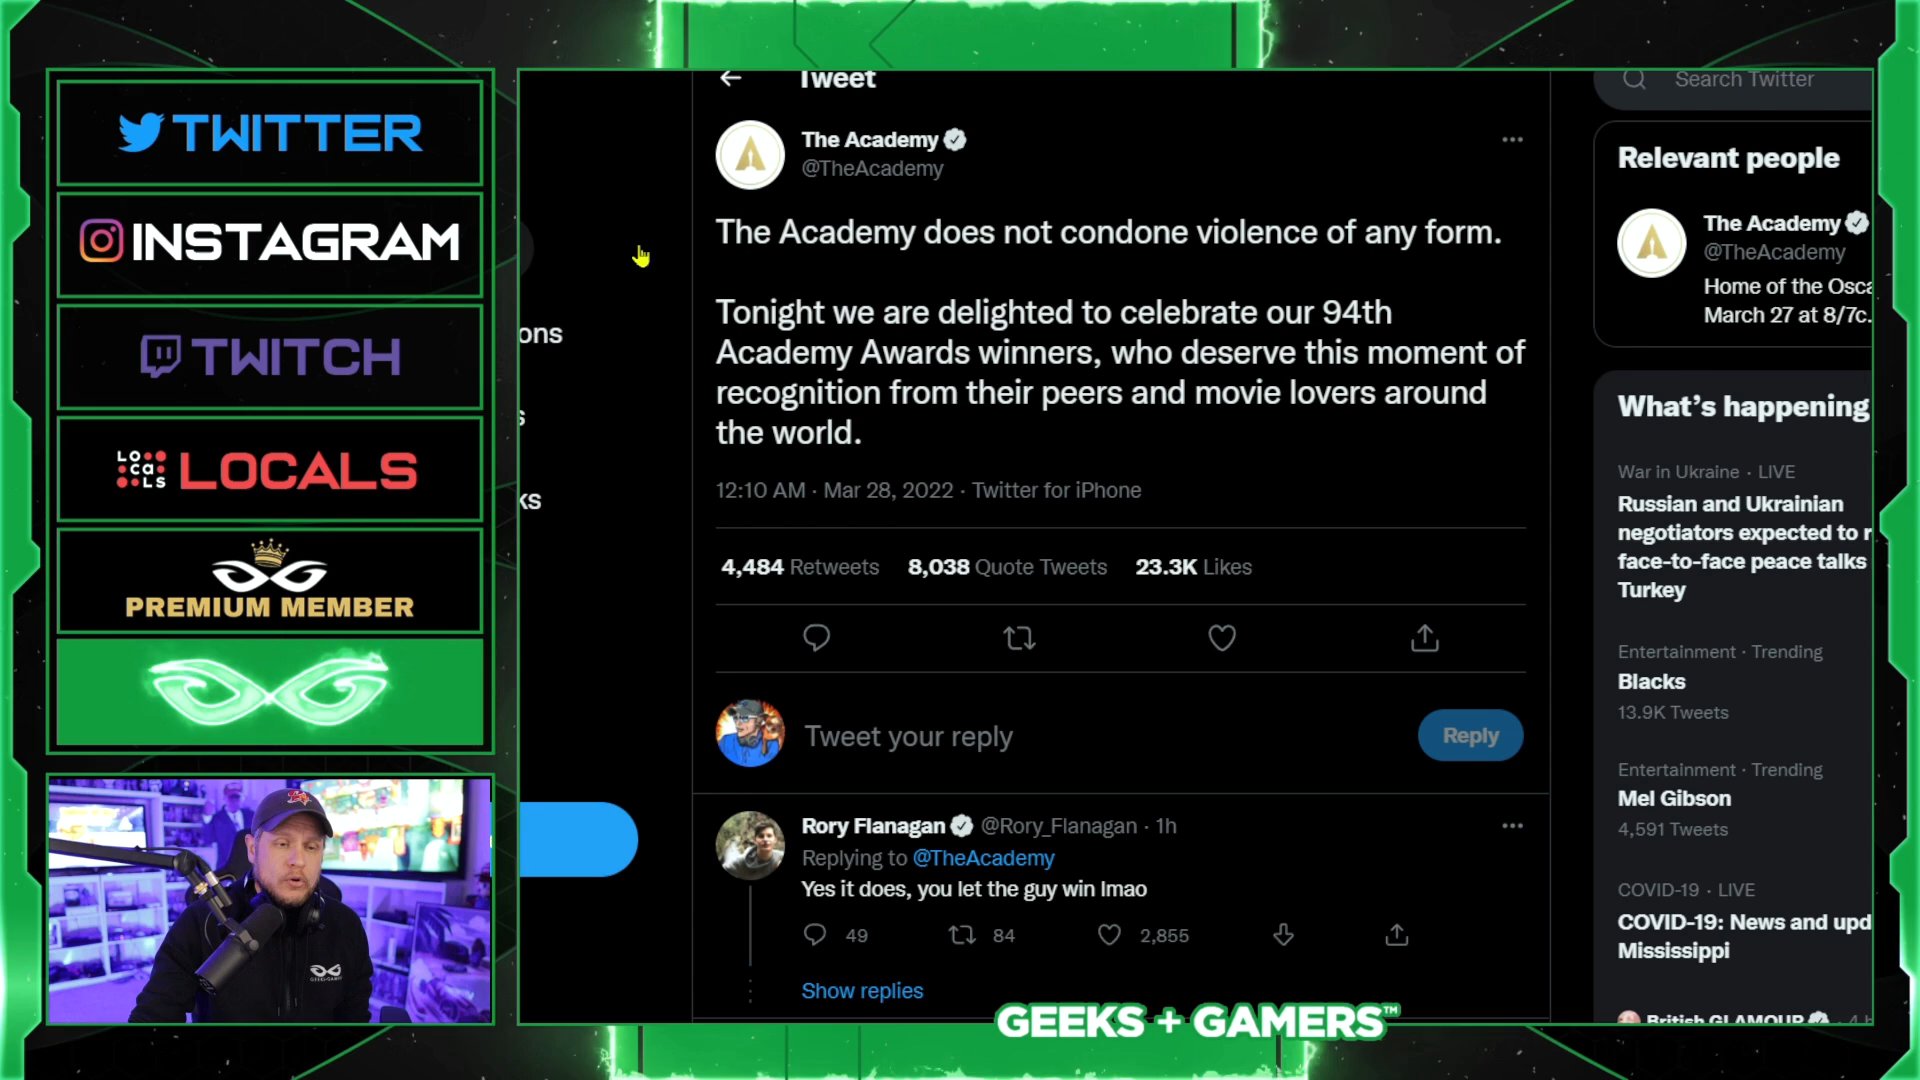 TWITTER
INSTAGRAM
TWITCH
LOCALS
LOCALS
PREMIUM MEMBER
ons
s
ks
Tweet
The Academy
@TheAcademy
The Academy does not condone violence of any form.
Tonight we are delighted to celebrate our 94th
Academy Awards winners, who deserve this moment of
recognition from their peers and movie lovers around
the world.
12:10 AM · Mar 28, 2022 · Twitter for iPhone
4,484 Retweets 8,038 Quote Tweets 23.3K Likes
Tweet your reply
Reply
Rory Flanagan @Rory_Flanagan · 1h
Replying to @TheAcademy
Yes it does, you let the guy win lmao
49 84 2,855
Show replies
Search Twitter
Relevant people
The Academy
@TheAcademy
Home of the Osca
March 27 at 8/7c.
What's happening
War in Ukraine · LIVE
Russian and Ukrainian
negotiators expected to r
face-to-face peace talks
Turkey
Entertainment · Trending
Blacks
13.9K Tweets
Entertainment · Trending
Mel Gibson
4,591 Tweets
COVID-19 · LIVE
COVID-19: News and upd
Mississippi
British GLAMOUR
GEEKS + GAMERS™